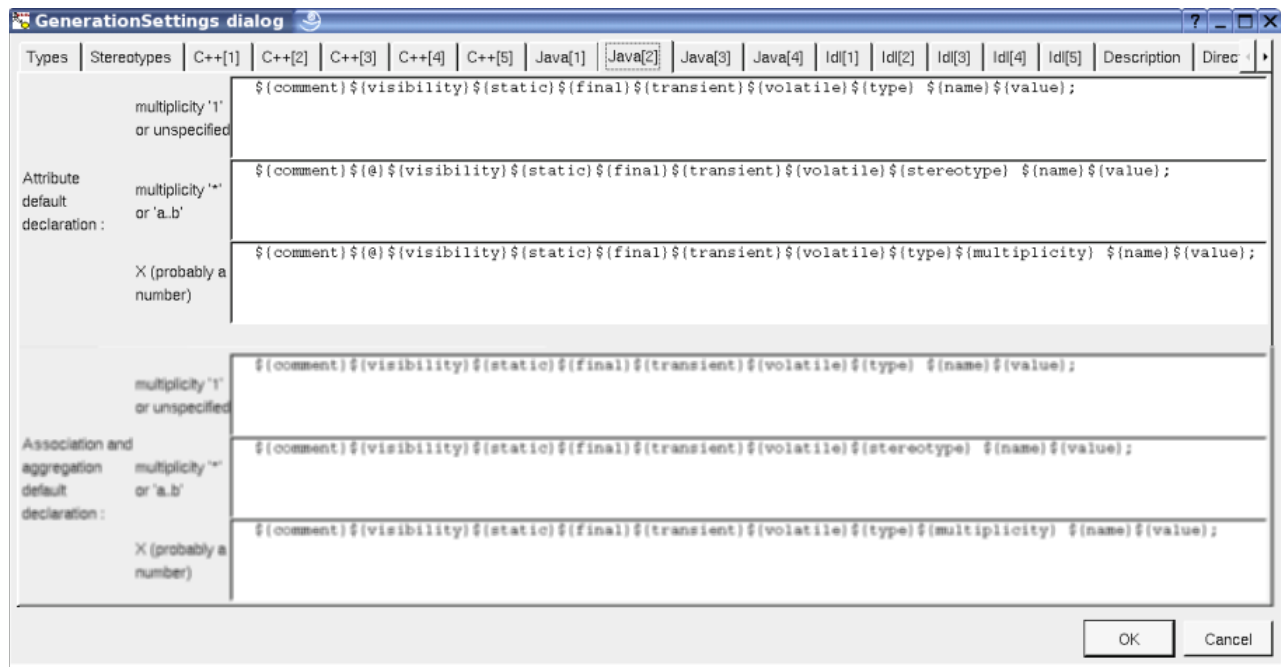 GenerationSettings dialog
Types Stereotypes C++[1] C++[2] C++[3] C++[4] C++[5] Java[1] Java[2] Java[3] Java[4] Idl[1] Idl[2] Idl[3] Idl[4] Idl[5] Description Direc
Attribute
default
declaration :
multiplicity '1'
or unspecified
${comment}${visibility}${static}${final}${transient}${volatile}${type} ${name}${value};
multiplicity '*'
or 'a..b'
${comment}${@}${visibility}${static}${final}${transient}${volatile}${stereotype} ${name}${value};
X (probably a
number)
${comment}${@}${visibility}${static}${final}${transient}${volatile}${type}${multiplicity} ${name}${value};
Association and
aggregation
default
declaration :
multiplicity '1'
or unspecified
${comment}${visibility}${static}${final}${transient}${volatile}${type} ${name}${value};
multiplicity '*'
or 'a..b'
${comment}${visibility}${static}${final}${transient}${volatile}${stereotype} ${name}${value};
X (probably a
number)
${comment}${visibility}${static}${final}${transient}${volatile}${type}${multiplicity} ${name}${value};
OK Cancel